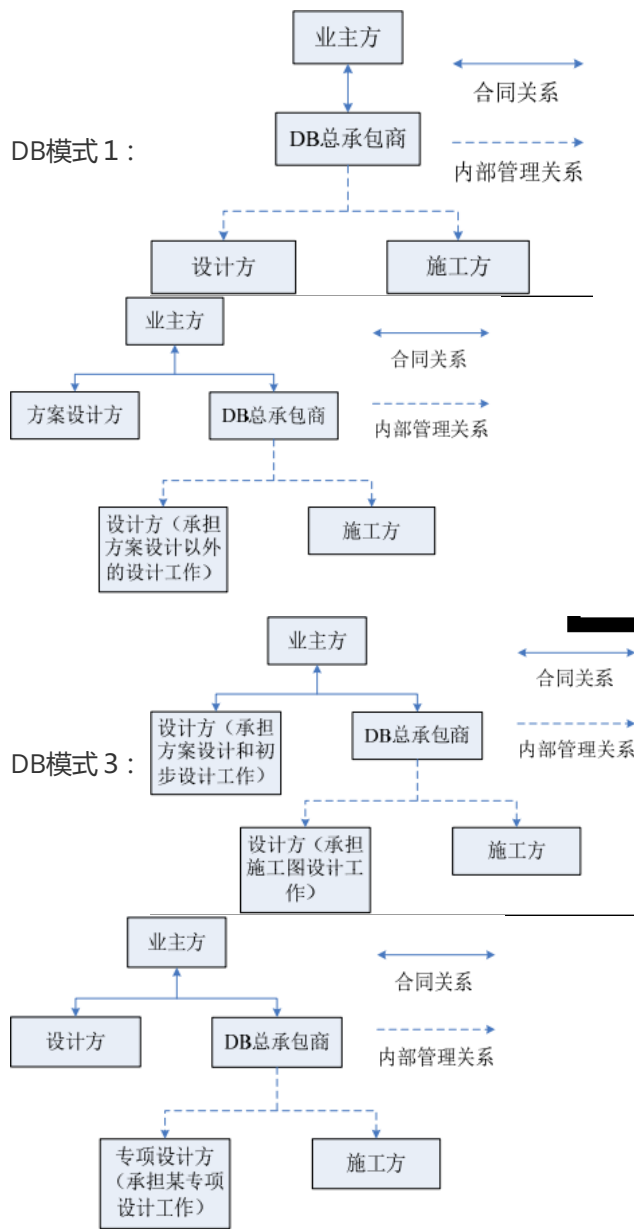 业主方
合同关系
DB模式 1：
DB总承包商
内部管理关系
设计方
施工方
业主方
合同关系
方案设计方
DB总承包商
内部管理关系
设计方（承担
方案设计以外
的设计工作）
施工方
业主方
合同关系
DB模式 3：
设计方（承担
方案设计和初
步设计工作）
DB总承包商
内部管理关系
设计方（承担
施工图设计工
作）
施工方
业主方
合同关系
设计方
DB总承包商
内部管理关系
专项设计方
（承担某专项
设计工作）
施工方